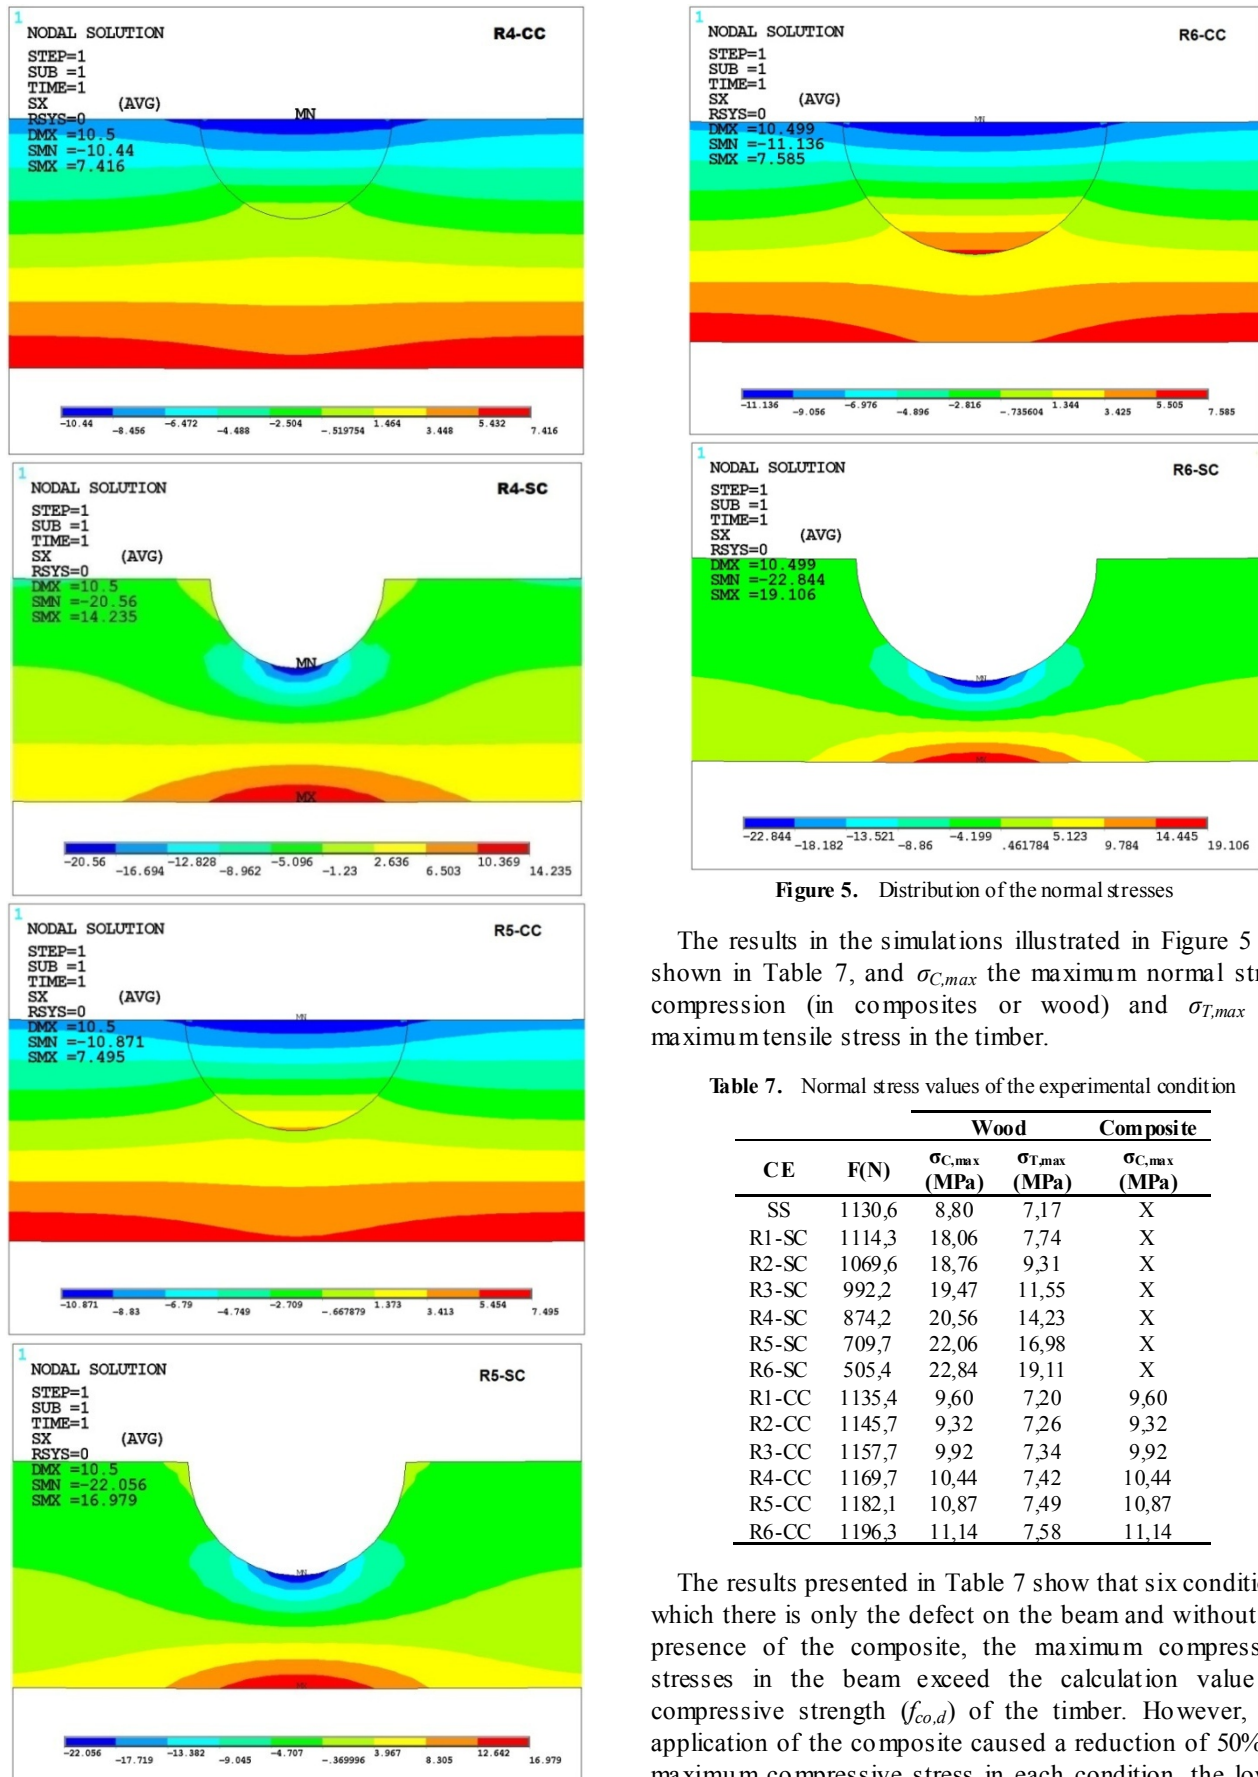 1
NODAL SOLUTION
R4-CC
STEP=1
SUB =1
TIME=1
SX (AVG)
RSYS=0
DMX =10.5
SMN =-10.44
SMX =7.416
MN
-10.44 -8.456 -6.472 -4.488 -2.504 -.519754 1.464 3.448 5.432 7.416
1
NODAL SOLUTION
R4-SC
STEP=1
SUB =1
TIME=1
SX (AVG)
RSYS=0
DMX =10.5
SMN =-20.56
SMX =14.235
MN
MX
-20.56 -16.694 -12.828 -8.962 -5.096 -1.23 2.636 6.503 10.369 14.235
1
NODAL SOLUTION
R5-CC
STEP=1
SUB =1
TIME=1
SX (AVG)
RSYS=0
DMX =10.5
SMN =-10.871
SMX =7.495
MN
-10.871 -8.83 -6.79 -4.749 -2.709 -.667879 1.373 3.413 5.454 7.495
1
NODAL SOLUTION
R5-SC
STEP=1
SUB =1
TIME=1
SX (AVG)
RSYS=0
DMX =10.5
SMN =-22.056
SMX =16.979
MN
-22.056 -17.719 -13.382 -9.045 -4.707 -.369996 3.967 8.305 12.642 16.979
1
NODAL SOLUTION
R6-CC
STEP=1
SUB =1
TIME=1
SX (AVG)
RSYS=0
DMX =10.499
SMN =-11.136
SMX =7.585
MN
-11.136 -9.056 -6.976 -4.896 -2.816 -.735604 1.344 3.425 5.505 7.585
1
NODAL SOLUTION
R6-SC
STEP=1
SUB =1
TIME=1
SX (AVG)
RSYS=0
DMX =10.499
SMN =-22.844
SMX =19.106
MN
-22.844 -18.182 -13.521 -8.86 -4.199 .461784 5.123 9.784 14.445 19.106
Figure 5. Distribution of the normal stresses
The results in the simulations illustrated in Figure 5
shown in Table 7, and σC,max the maximum normal str
compression (in composites or wood) and σT,max
maximum tensile stress in the timber.
Table 7. Normal stress values of the experimental condition
Wood Composite
CE F(N) σC,max (MPa) σT,max (MPa) σC,max (MPa)
SS 1130,6 8,80 7,17 X
R1-SC 1114,3 18,06 7,74 X
R2-SC 1069,6 18,76 9,31 X
R3-SC 992,2 19,47 11,55 X
R4-SC 874,2 20,56 14,23 X
R5-SC 709,7 22,06 16,98 X
R6-SC 505,4 22,84 19,11 X
R1-CC 1135,4 9,60 7,20 9,60
R2-CC 1145,7 9,32 7,26 9,32
R3-CC 1157,7 9,92 7,34 9,92
R4-CC 1169,7 10,44 7,42 10,44
R5-CC 1182,1 10,87 7,49 10,87
R6-CC 1196,3 11,14 7,58 11,14
The results presented in Table 7 show that six conditi
which there is only the defect on the beam and without
presence of the composite, the maximum compress
stresses in the beam exceed the calculation value
compressive strength (fco,d) of the timber. However,
application of the composite caused a reduction of 50%
maximum compressive stress in each condition, the low